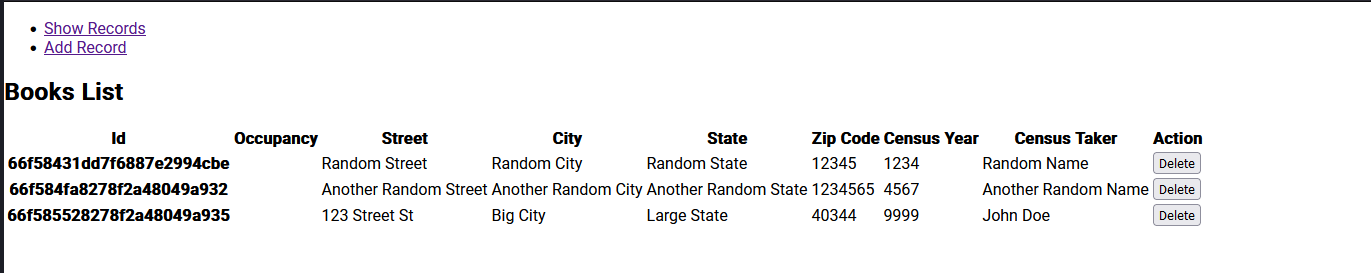 Show Records
Add Record
Books List
Id Occupancy Street City State Zip Code Census Year Census Taker Action
66f58431dd7f6887e2994cbe Random Street Random City Random State 12345 1234 Random Name Delete
66f584fa8278f2a48049a932 Another Random Street Another Random City Another Random State 1234565 4567 Another Random Name Delete
66f585528278f2a48049a935 123 Street St Big City Large State 40344 9999 John Doe Delete